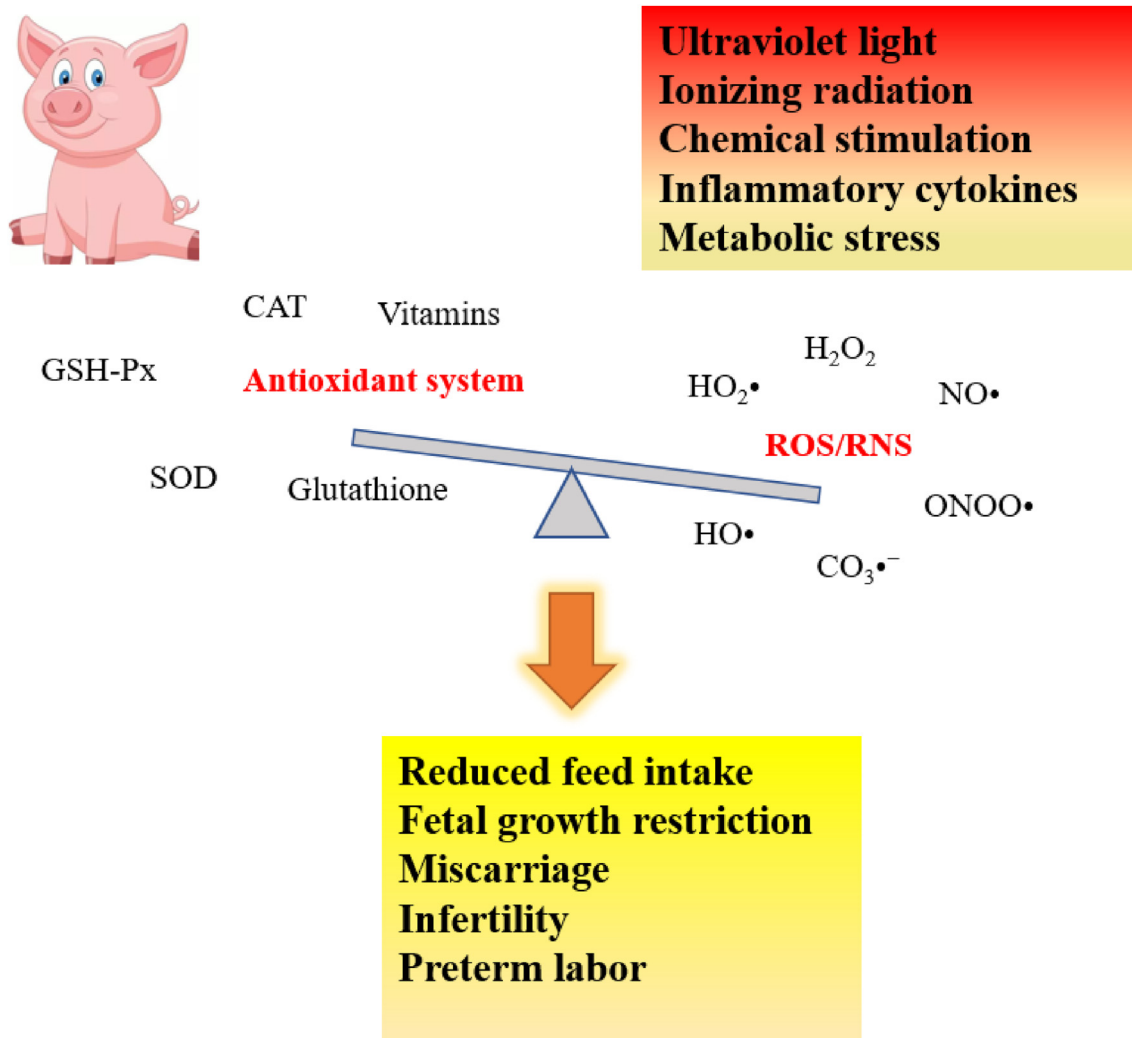 Ultraviolet light
Ionizing radiation
Chemical stimulation
Inflammatory cytokines
Metabolic stress
CAT
Vitamins
GSH-Px
Antioxidant system
SOD
Glutathione
H₂O₂
HO₂•
NO•
ROS/RNS
ONOO•
HO•
CO₃•⁻
Reduced feed intake
Fetal growth restriction
Miscarriage
Infertility
Preterm labor